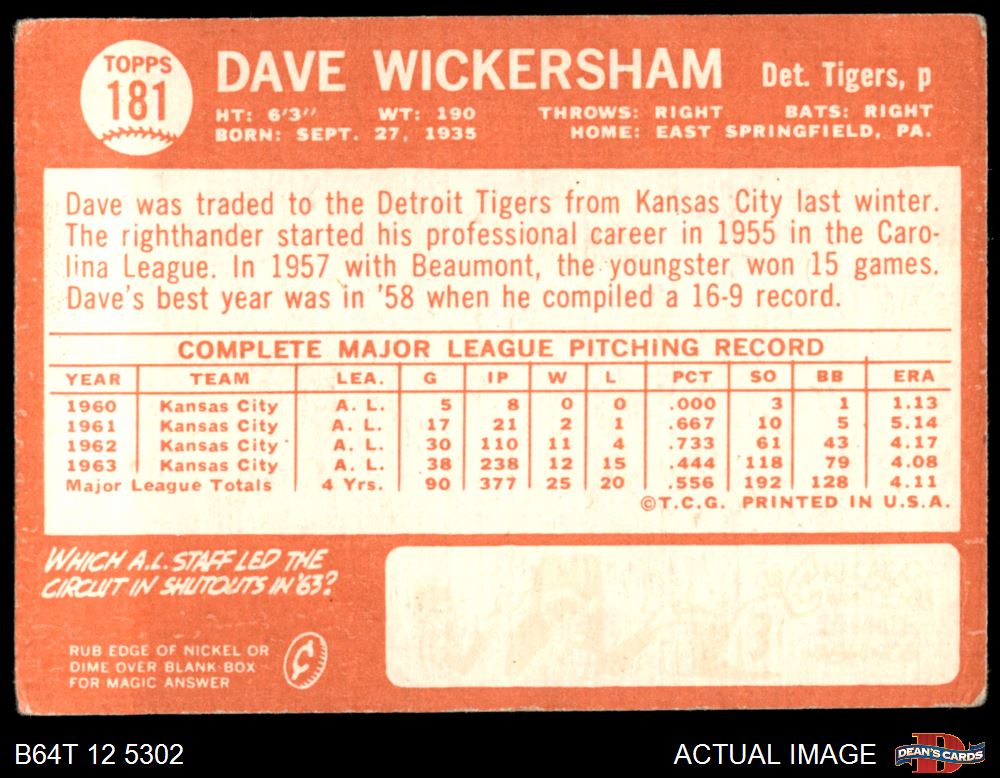 TOPPS
181
DAVE WICKERSHAM Det. Tigers, p
HT: 6'3" WT: 190 THROWS: RIGHT BATS: RIGHT
BORN: SEPT. 27, 1935 HOME: EAST SPRINGFIELD, PA.
Dave was traded to the Detroit Tigers from Kansas City last winter.
The righthander started his professional career in 1955 in the Caro-
lina League. In 1957 with Beaumont, the youngster won 15 games.
Dave's best year was in '58 when he compiled a 16-9 record.
COMPLETE MAJOR LEAGUE PITCHING RECORD
YEAR TEAM LEA. G IP W L PCT SO BB ERA
1960 Kansas City A. L. 5 8 0 0 .000 3 1 1.13
1961 Kansas City A. L. 17 21 2 1 .667 10 5 5.14
1962 Kansas City A. L. 30 110 11 4 .733 61 43 4.17
1963 Kansas City A. L. 38 238 12 15 .444 118 79 4.08
Major League Totals 4 Yrs. 90 377 25 20 .556 192 128 4.11
©T.C.G. PRINTED IN U.S.A.
WHICH A.L. STAFF LED THE
CIRCUIT IN SHUTOUTS IN '63?
RUB EDGE OF NICKEL OR
DIME OVER BLANK BOX
FOR MAGIC ANSWER
B64T 12 5302 ACTUAL IMAGE DEAN'S CARDS